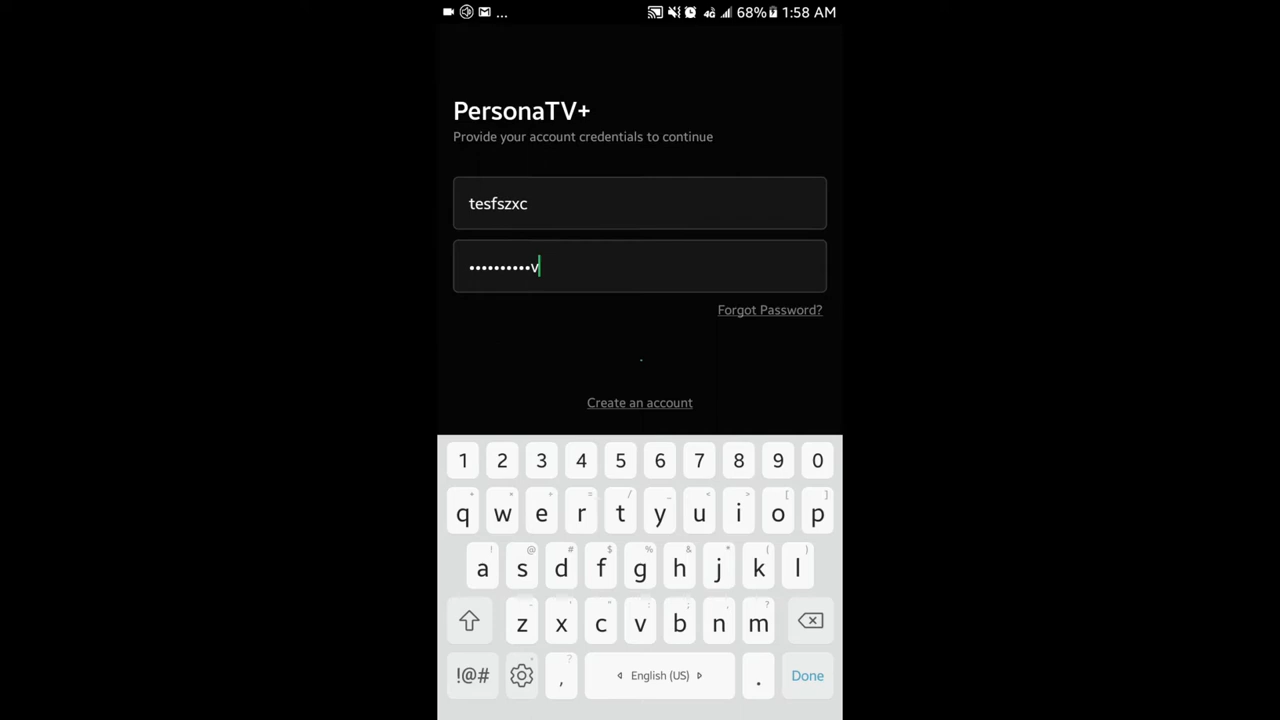 ... 4G 68% 1:58 AM
PersonaTV+
Provide your account credentials to continue
tesfszxc
••••••••••v
Forgot Password?
Create an account
1 2 3 4 5 6 7 8 9 0
+ × ÷ = / _ < > [ ]
q w e r t y u i o p
! @ # $ % & * ( )
a s d f g h j k l
- ' " : ; , ?
z x c v b n m
!@# , ? English (US) . Done